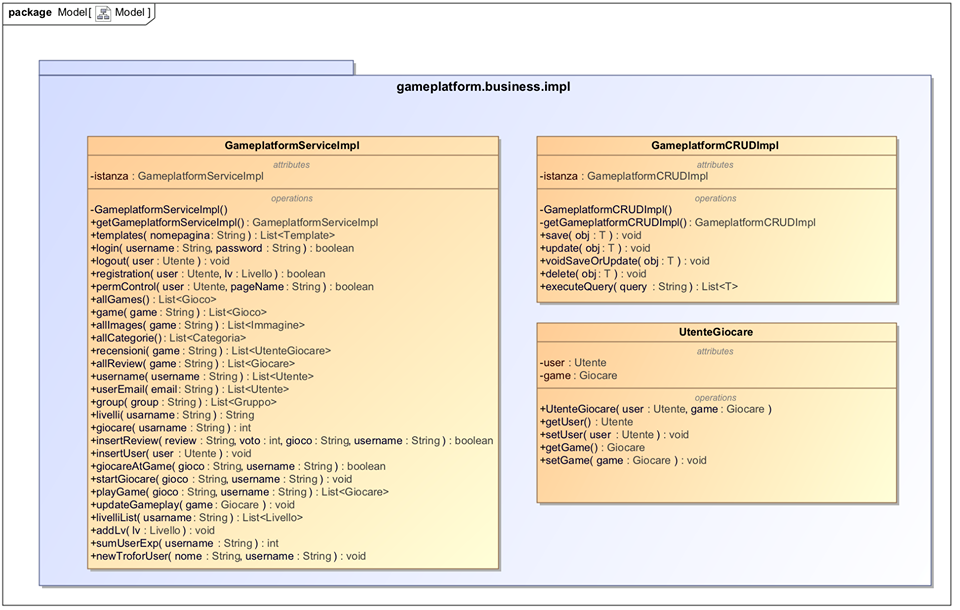 package Model[ Model ]
gameplatform.business.impl
GameplatformServiceImpl
attributes
-istanza : GameplatformServiceImpl
operations
-GameplatformServiceImpl()
+getGameplatformServiceImpl() : GameplatformServiceImpl
+templates( nomepagina : String ) : List<Template>
+login( username : String, password : String ) : boolean
+logout( user : Utente ) : void
+registration( user : Utente, lv : Livello ) : boolean
+permControl( user : Utente, pageName : String ) : boolean
+allGames() : List<Gioco>
+game( game : String ) : List<Gioco>
+allImages( game : String ) : List<Immagine>
+allCategorie() : List<Categoria>
+recensioni( game : String ) : List<UtenteGiocare>
+allReview( game : String ) : List<Giocare>
+username( username : String ) : List<Utente>
+userEmail( email : String ) : List<Utente>
+group( group : String ) : List<Gruppo>
+livelli( usarname : String ) : String
+giocare( usarname : String ) : int
+insertReview( review : String, voto : int, gioco : String, username : String ) : boolean
+insertUser( user : Utente ) : void
+giocareAtGame( gioco : String, username : String ) : boolean
+startGiocare( gioco : String, username : String ) : void
+playGame( gioco : String, username : String ) : List<Giocare>
+updateGameplay( game : Giocare ) : void
+livelliList( usarname : String ) : List<Livello>
+addLv( lv : Livello ) : void
+sumUserExp( username : String ) : int
+newTroforUser( nome : String, username : String ) : void
GameplatformCRUDImpl
attributes
-istanza : GameplatformCRUDImpl
operations
-GameplatformCRUDImpl()
-getGameplatformCRUDImpl() : GameplatformCRUDImpl
+save( obj : T ) : void
+update( obj : T ) : void
+voidSaveOrUpdate( obj : T ) : void
+delete( obj : T ) : void
+executeQuery( query : String ) : List<T>
UtenteGiocare
attributes
-user : Utente
-game : Giocare
operations
+UtenteGiocare( user : Utente, game : Giocare )
+getUser() : Utente
+setUser( user : Utente ) : void
+getGame() : Giocare
+setGame( game : Giocare ) : void